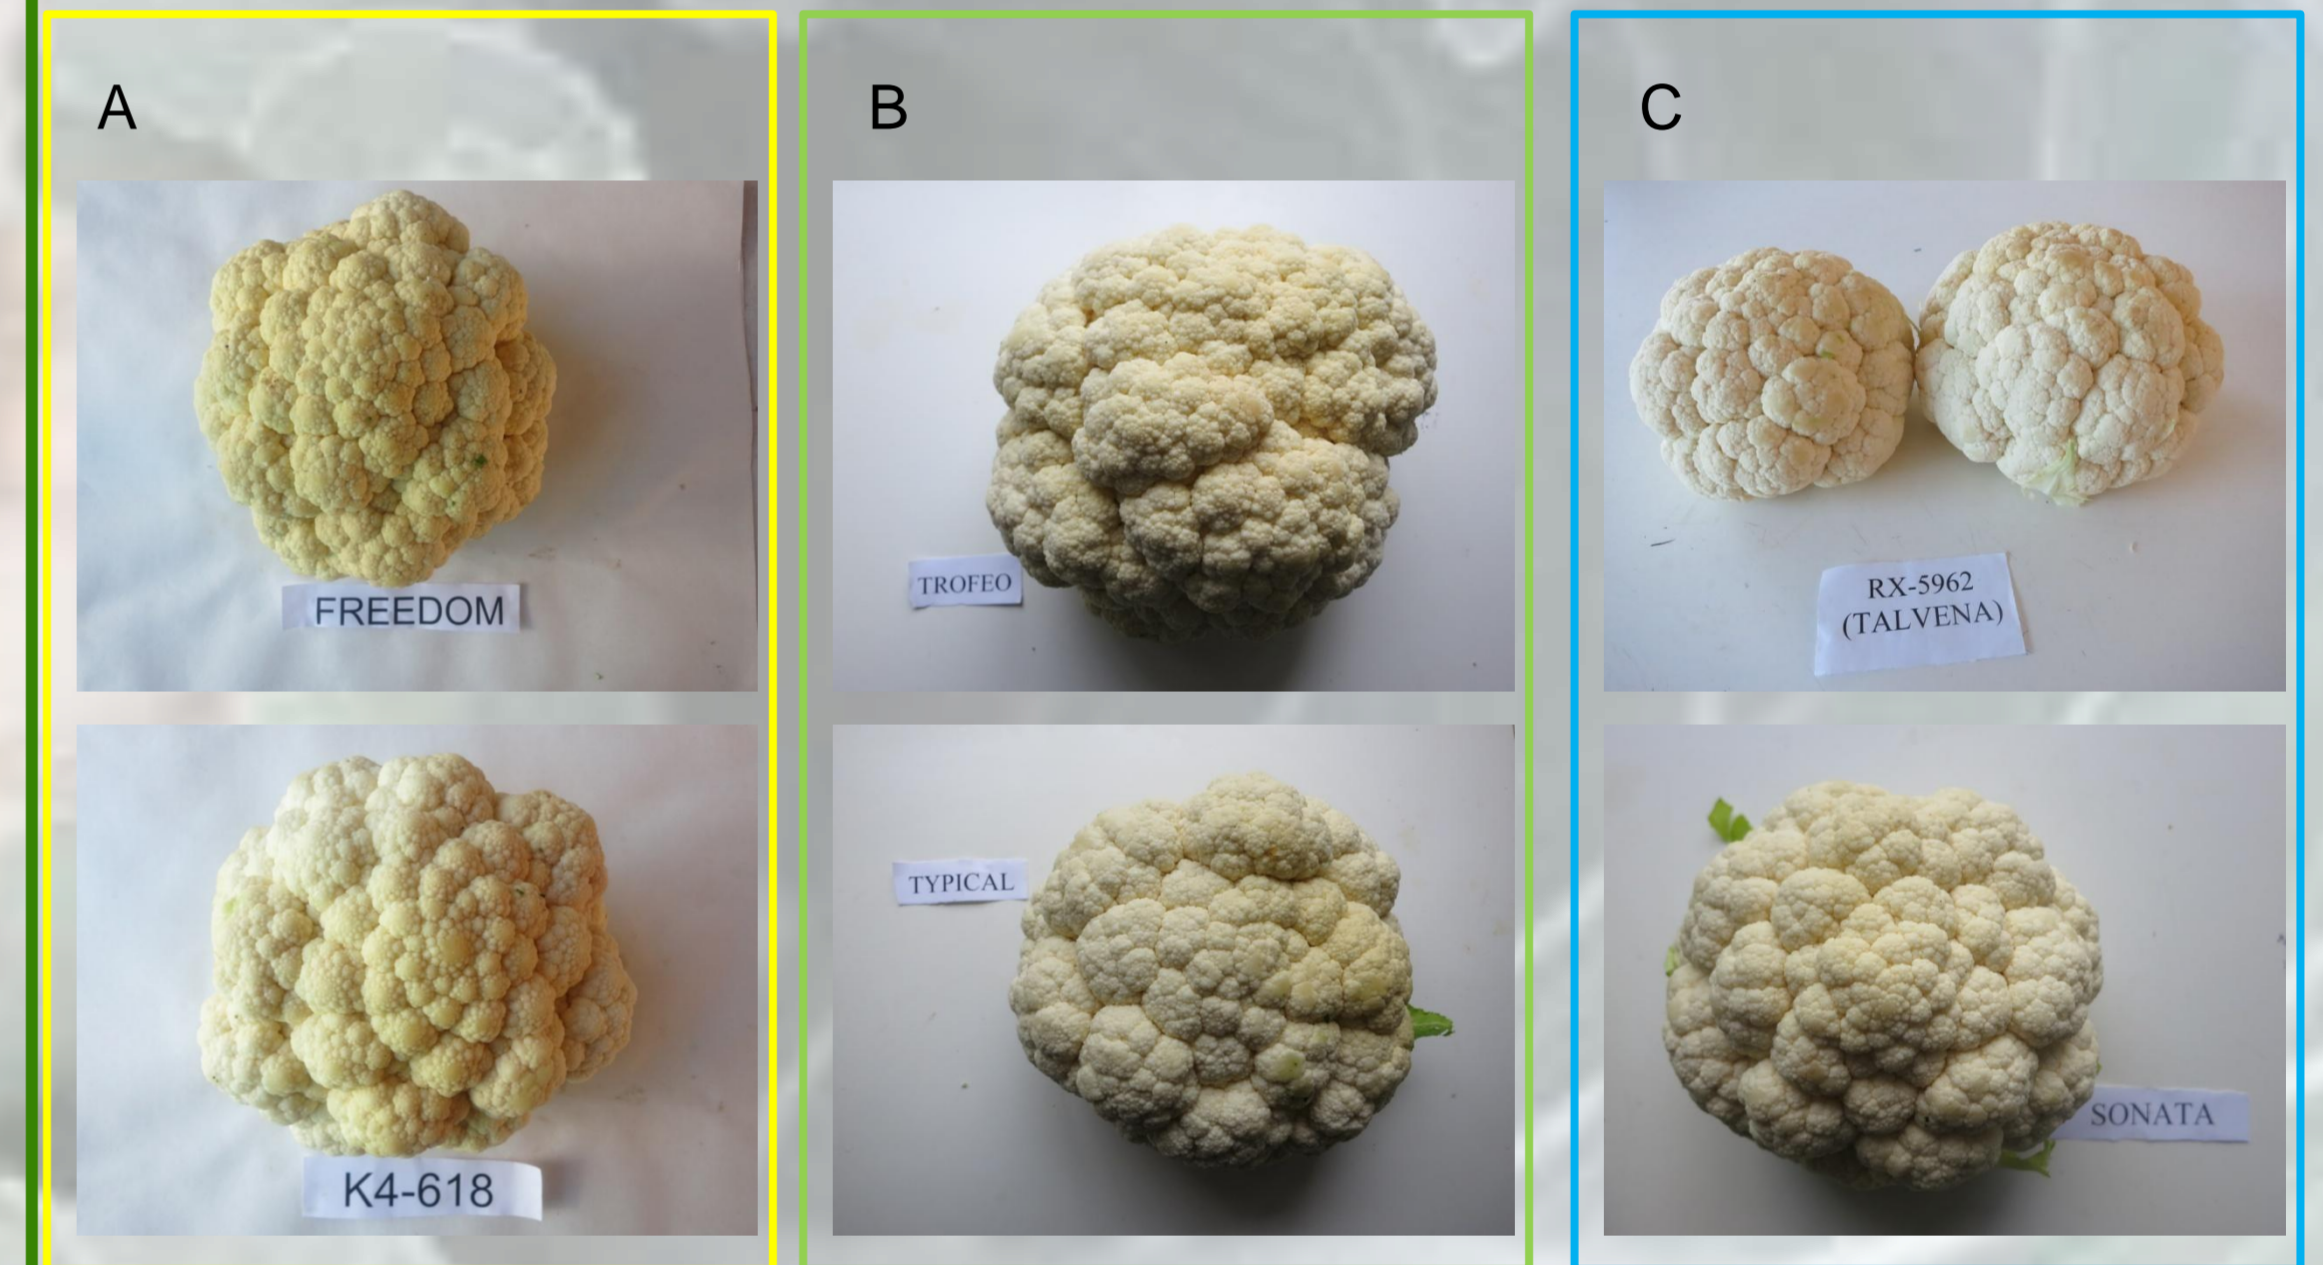 A
FREEDOM
K4-618
B
TROFEO
TYPICAL
C
RX-5962
(TALVENA)
SONATA